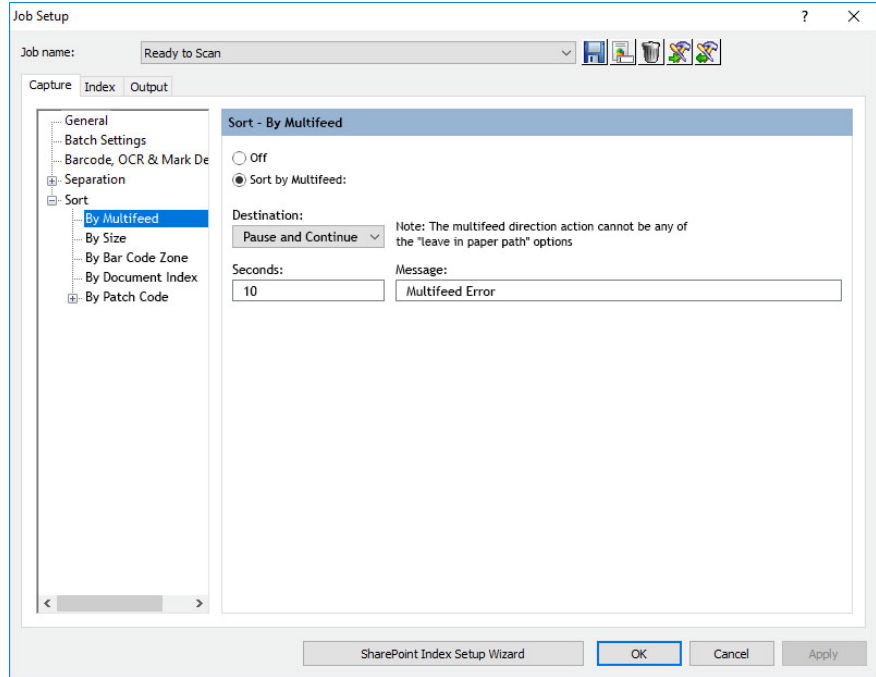 Job Setup
?
Job name:
Ready to Scan
Capture
Index
Output
General
Batch Settings
Barcode, OCR & Mark De
Separation
Sort
By Multifeed
By Size
By Bar Code Zone
By Document Index
By Patch Code
Sort - By Multifeed
Off
Sort by Multifeed:
Destination:
Pause and Continue
Note: The multifeed direction action cannot be any of
the "leave in paper path" options
Seconds:
10
Message:
Multifeed Error
SharePoint Index Setup Wizard
OK
Cancel
Apply